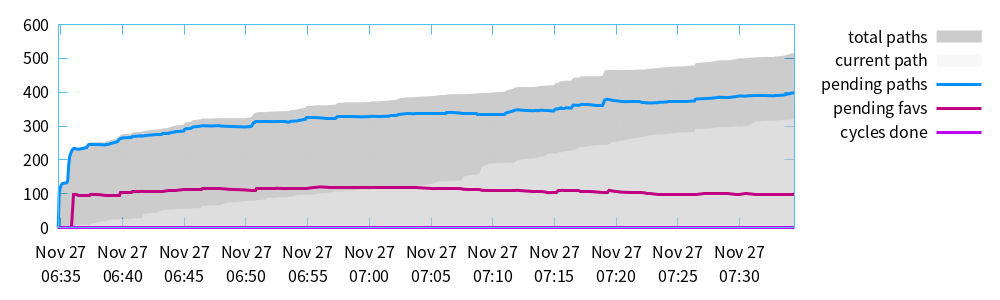 600
500
400
300
200
100
0
Nov 27 Nov 27 Nov 27 Nov 27 Nov 27 Nov 27 Nov 27 Nov 27 Nov 27 Nov 27 Nov 27 Nov 27
06:35 06:40 06:45 06:50 06:55 07:00 07:05 07:10 07:15 07:20 07:25 07:30
total paths
current path
pending paths
pending favs
cycles done